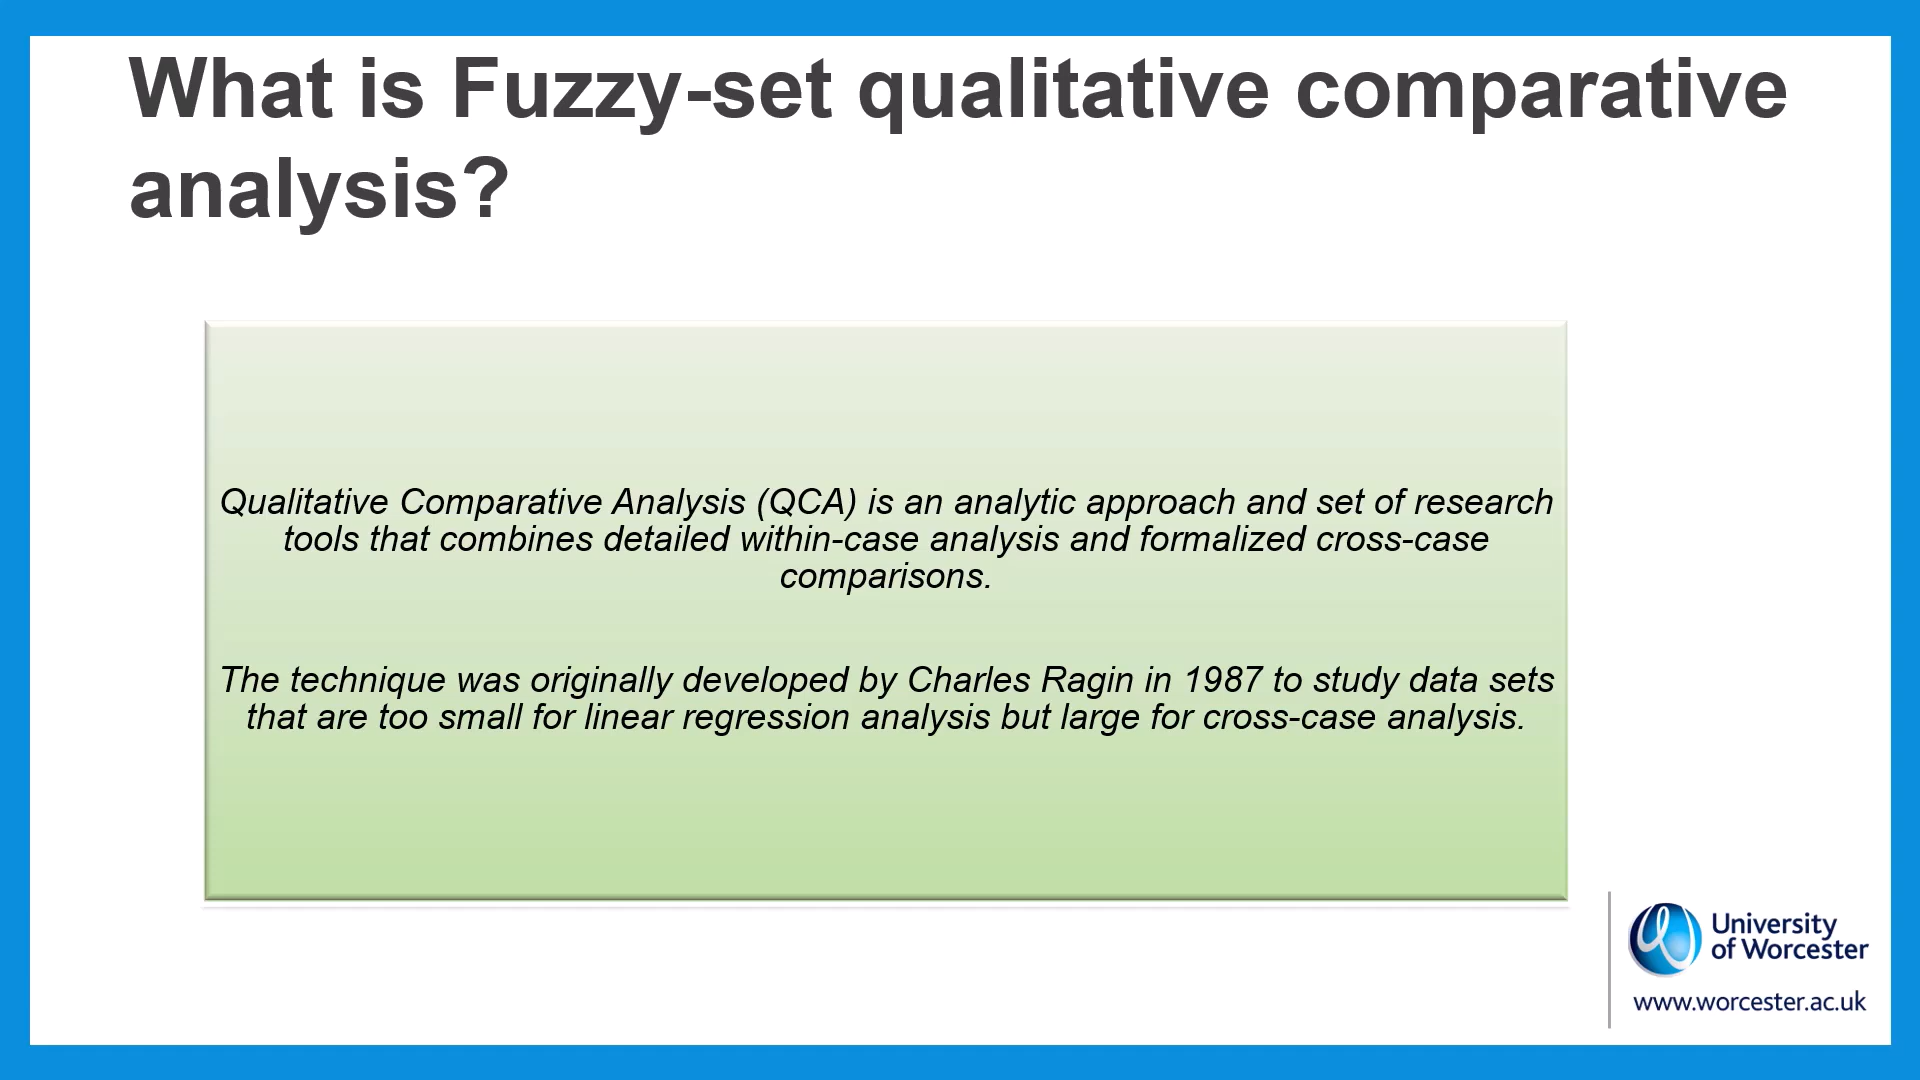 What is Fuzzy-set qualitative comparative
analysis?
Qualitative Comparative Analysis (QCA) is an analytic approach and set of research
tools that combines detailed within-case analysis and formalized cross-case
comparisons.
The technique was originally developed by Charles Ragin in 1987 to study data sets
that are too small for linear regression analysis but large for cross-case analysis.
University
of Worcester
www.worcester.ac.uk